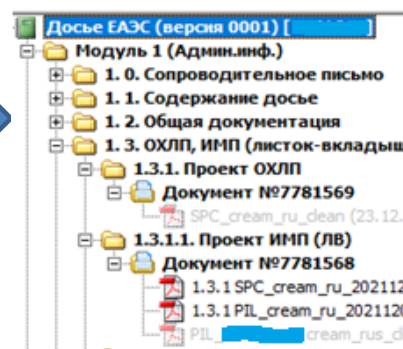 Досье ЕАЭС (версия 0001) [ ]
Модуль 1 (Админ.инф.)
1. 0. Сопроводительное письмо
1. 1. Содержание досье
1. 2. Общая документация
1. 3. ОХЛП, ИМП (листок-вкладыш
1.3.1. Проект ОХЛП
Документ №7781569
SPC_cream_ru_clean (23.12.
1.3.1.1. Проект ИМП (ЛВ)
Документ №7781568
1.3.1 SPC_cream_ru_202112
1.3.1 PIL_cream_ru_2021120
PIL_ cream_rus_cl